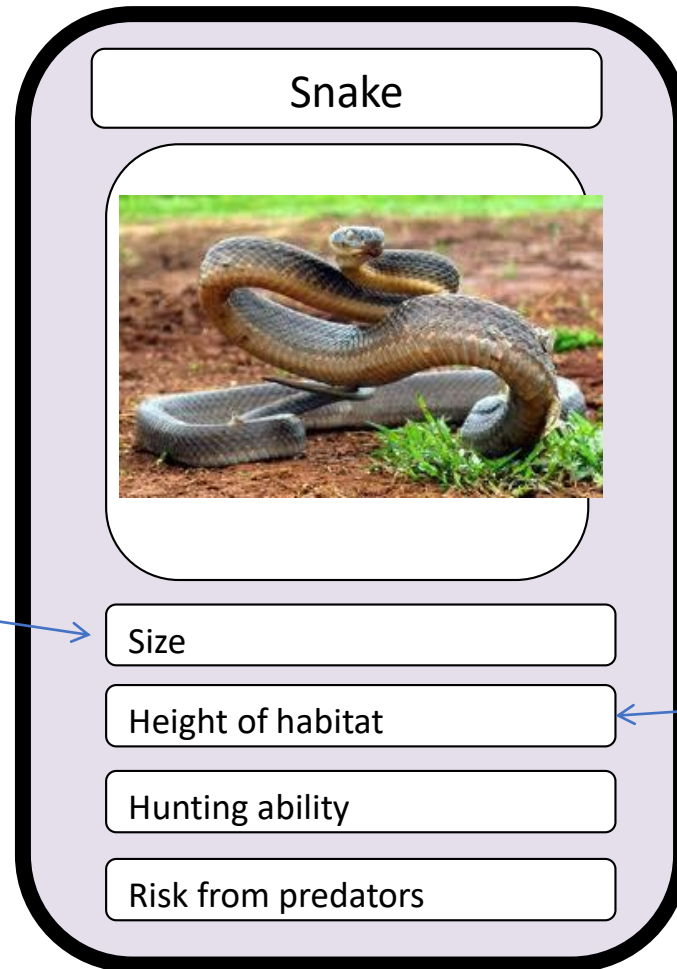 Snake
Size
Height of habitat
Hunting ability
Risk from predators